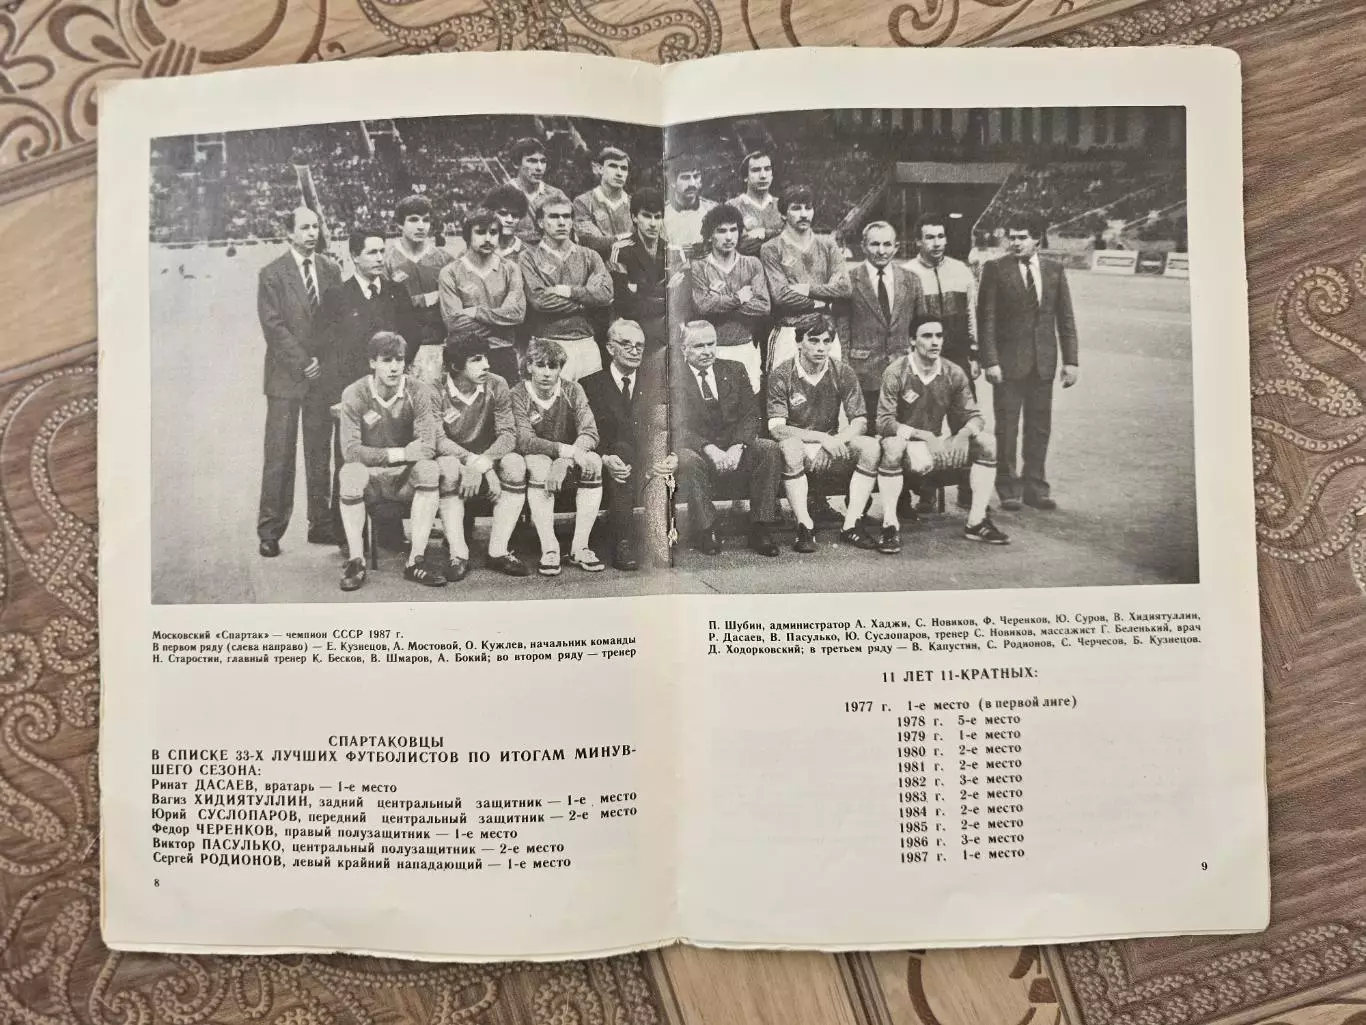 Московский «Спартак» — чемпион СССР 1987 г.
В первом ряду (слева направо) — Е. Кузнецов, А. Мостовой, О. Кужлев, начальник команды
Н. Старостин, главный тренер К. Бесков, В. Шмаров, А. Бокий; во втором ряду — тренер
СПАРТАКОВЦЫ
В СПИСКЕ 33-Х ЛУЧШИХ ФУТБОЛИСТОВ ПО ИТОГАМ МИНУВ-
ШЕГО СЕЗОНА:
Ринат ДАСАЕВ, вратарь — 1-е место
Вагиз ХИДИЯТУЛЛИН, задний центральный защитник — 1-е место
Юрий СУСЛОПАРОВ, передний центральный защитник — 2-е место
Федор ЧЕРЕНКОВ, правый полузащитник — 1-е место
Виктор ПАСУЛЬКО, центральный полузащитник — 2-е место
Сергей РОДИОНОВ, левый крайний нападающий — 1-е место
8
П. Шубин, администратор А. Хаджи, С. Новиков, Ф. Черенков, Ю. Суров, В. Хидиятуллин,
Р. Дасаев, В. Пасулько, Ю. Суслопаров, тренер С. Новиков, массажист Г. Беленький, врач
Д. Ходорковский; в третьем ряду — В. Капустин, С. Родионов, С. Черчесов, Б. Кузнецов.
11 ЛЕТ 11-КРАТНЫХ:
1977 г. 1-е место (в первой лиге)
1978 г. 5-е место
1979 г. 1-е место
1980 г. 2-е место
1981 г. 2-е место
1982 г. 3-е место
1983 г. 2-е место
1984 г. 2-е место
1985 г. 2-е место
1986 г. 3-е место
1987 г. 1-е место
9